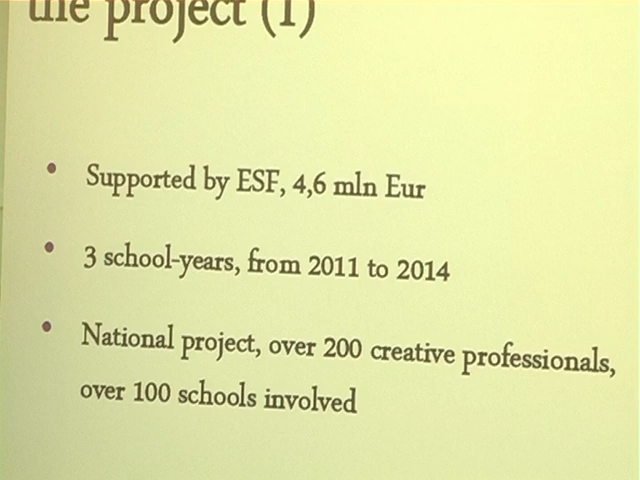 the project (1)
• Supported by ESF, 4,6 mln Eur
• 3 school-years, from 2011 to 2014
• National project, over 200 creative professionals,
over 100 schools involved